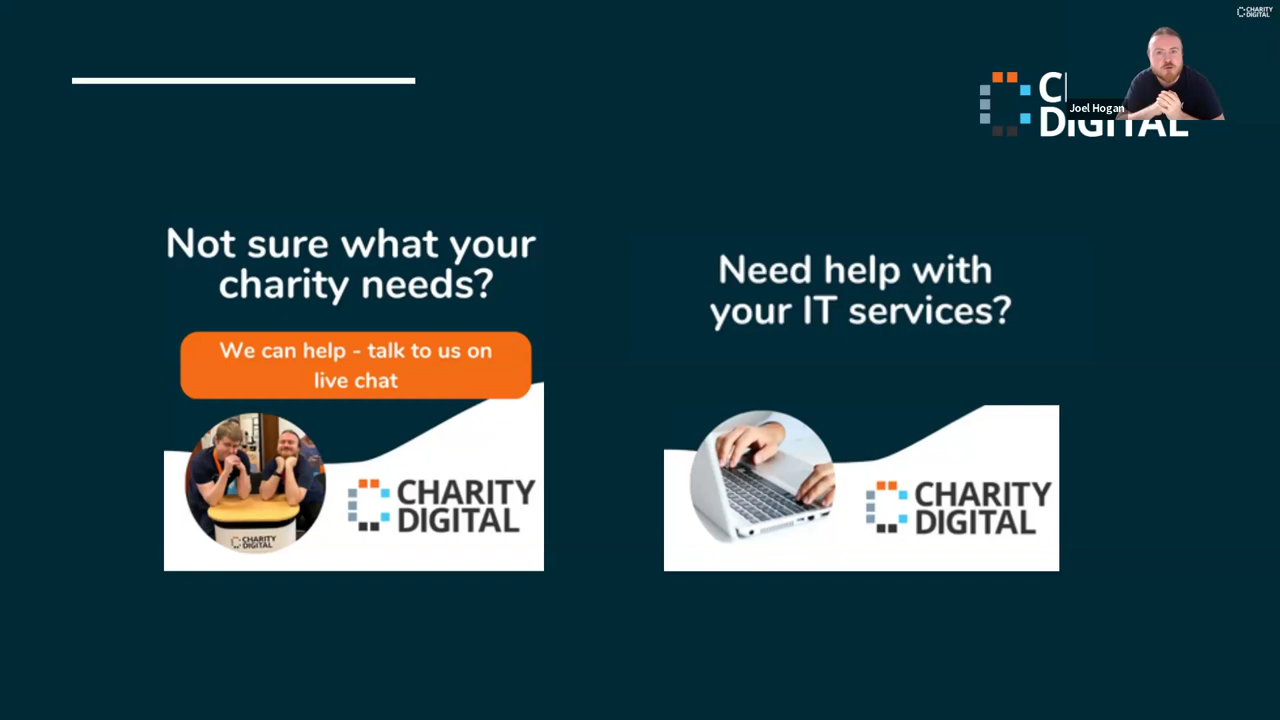 CHARITY
DIGITAL
Joel Hogan
DIGITAL
Not sure what your
charity needs?
We can help - talk to us on
live chat
CHARITY
DIGITAL
CHARITY
DIGITAL
Need help with
your IT services?
CHARITY
DIGITAL